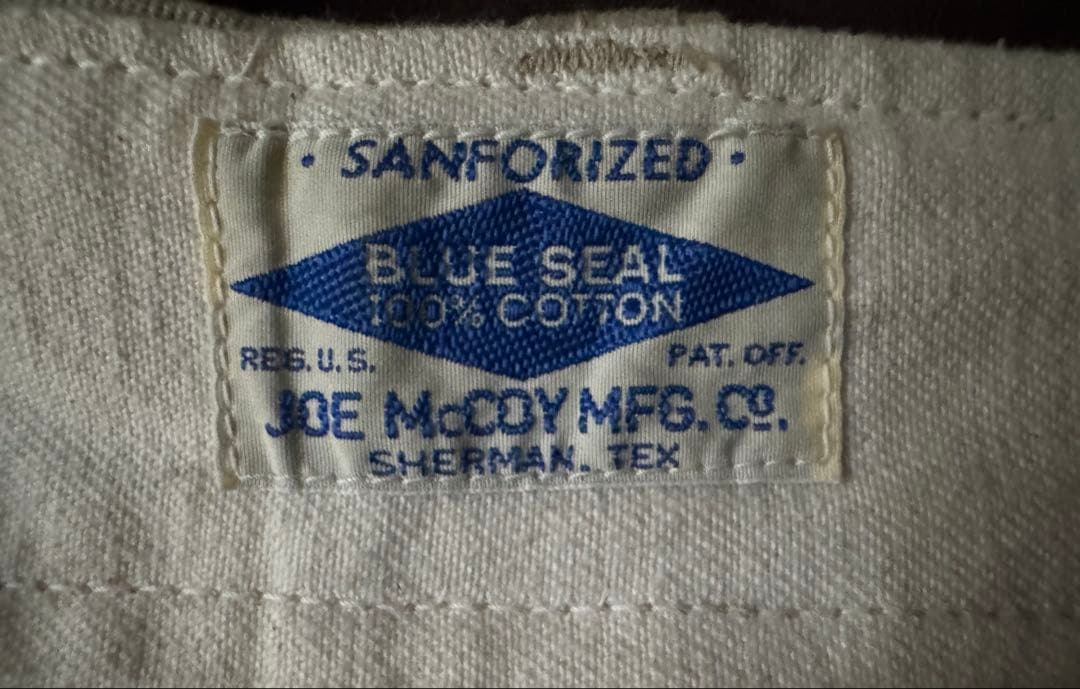 · SANFORIZED ·
BLUE SEAL
100% COTTON
REG. U.S. PAT. OFF.
JOE McCOY MFG. Co.
SHERMAN, TEX